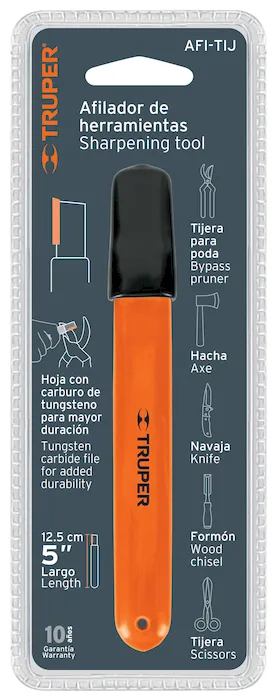 TRUPER
AFI-TIJ
Afilador de
herramientas
Sharpening tool
Tijera
para
poda
Bypass
pruner
Hacha
Axe
Hoja con
carburo de
tungsteno
para mayor
duración
Tungsten
carbide file
for added
durability
Navaja
Knife
TRUPER
12.5 cm
5”
Largo
Length
Formón
Wood
chisel
10 años
Garantía
Warranty
Tijera
Scissors